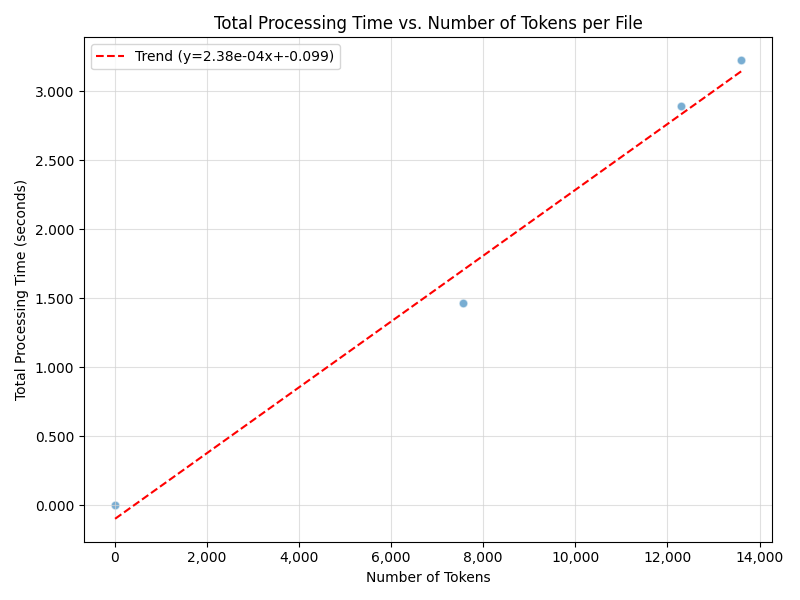 Total Processing Time vs. Number of Tokens per File
Trend (y=2.38e-04x+-0.099)
Total Processing Time (seconds)
3.000
2.500
2.000
1.500
1.000
0.500
0.000
0 2,000 4,000 6,000 8,000 10,000 12,000 14,000
Number of Tokens